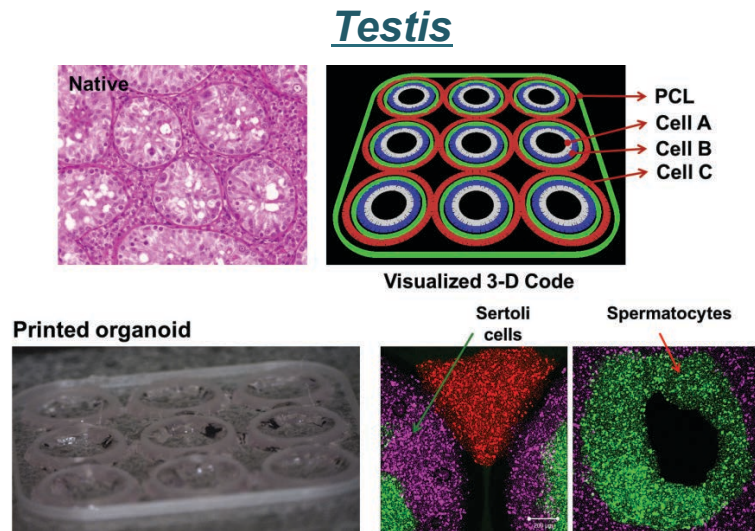 Testis
Native
PCL
Cell A
Cell B
Cell C
Visualized 3-D Code
Printed organoid
Sertoli
cells
Spermatocytes